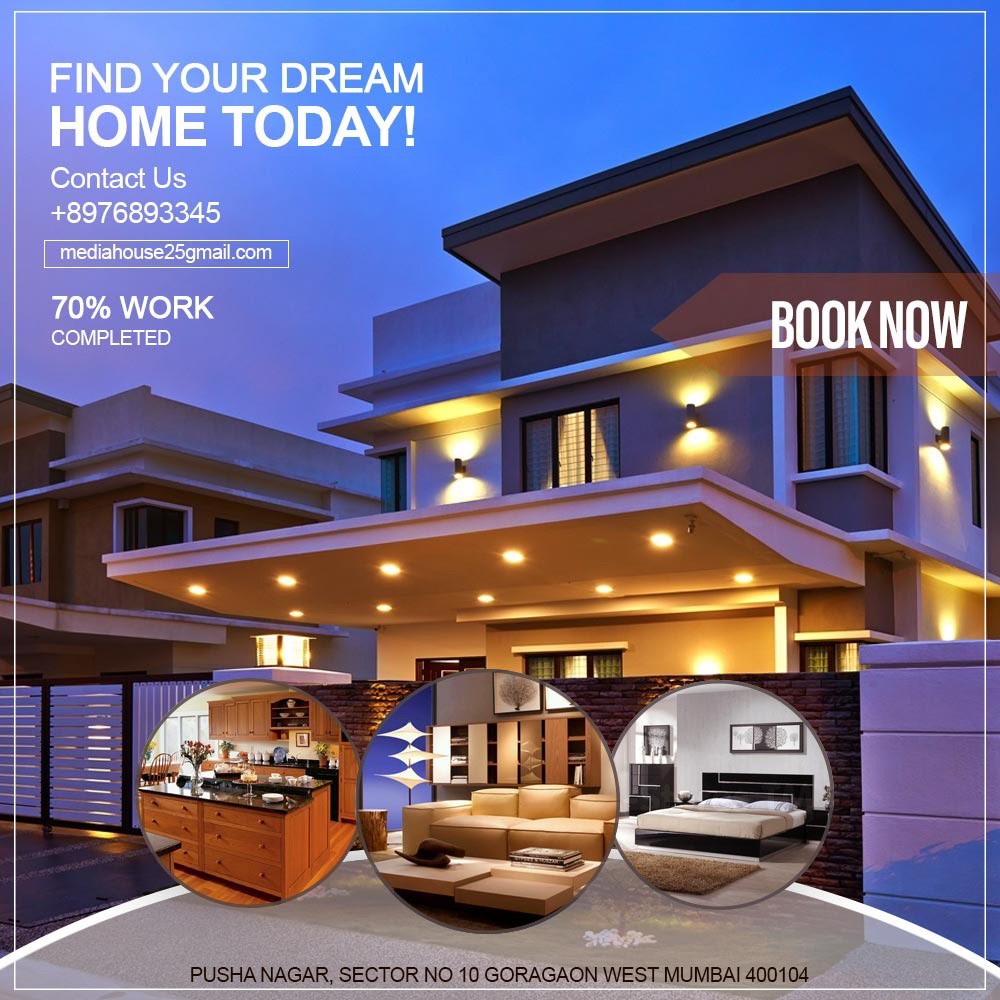 FIND YOUR DREAM
HOME TODAY!
Contact Us
+8976893345
mediahouse25gmail.com
70% WORK
COMPLETED
BOOK NOW
PUSHA NAGAR, SECTOR NO 10 GORAGAON WEST MUMBAI 400104